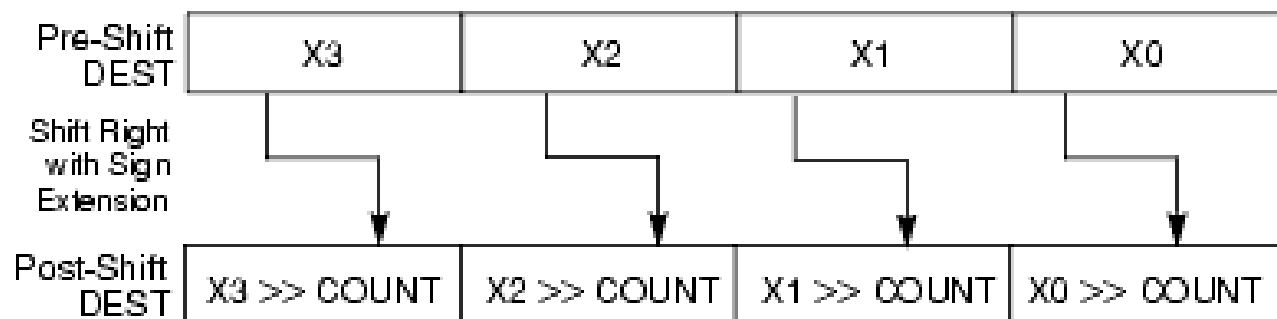 Pre-Shift
DEST
X3 X2 X1 X0
Shift Right
with Sign
Extension
Post-Shift
DEST
X3 >> COUNT X2 >> COUNT X1 >> COUNT X0 >> COUNT